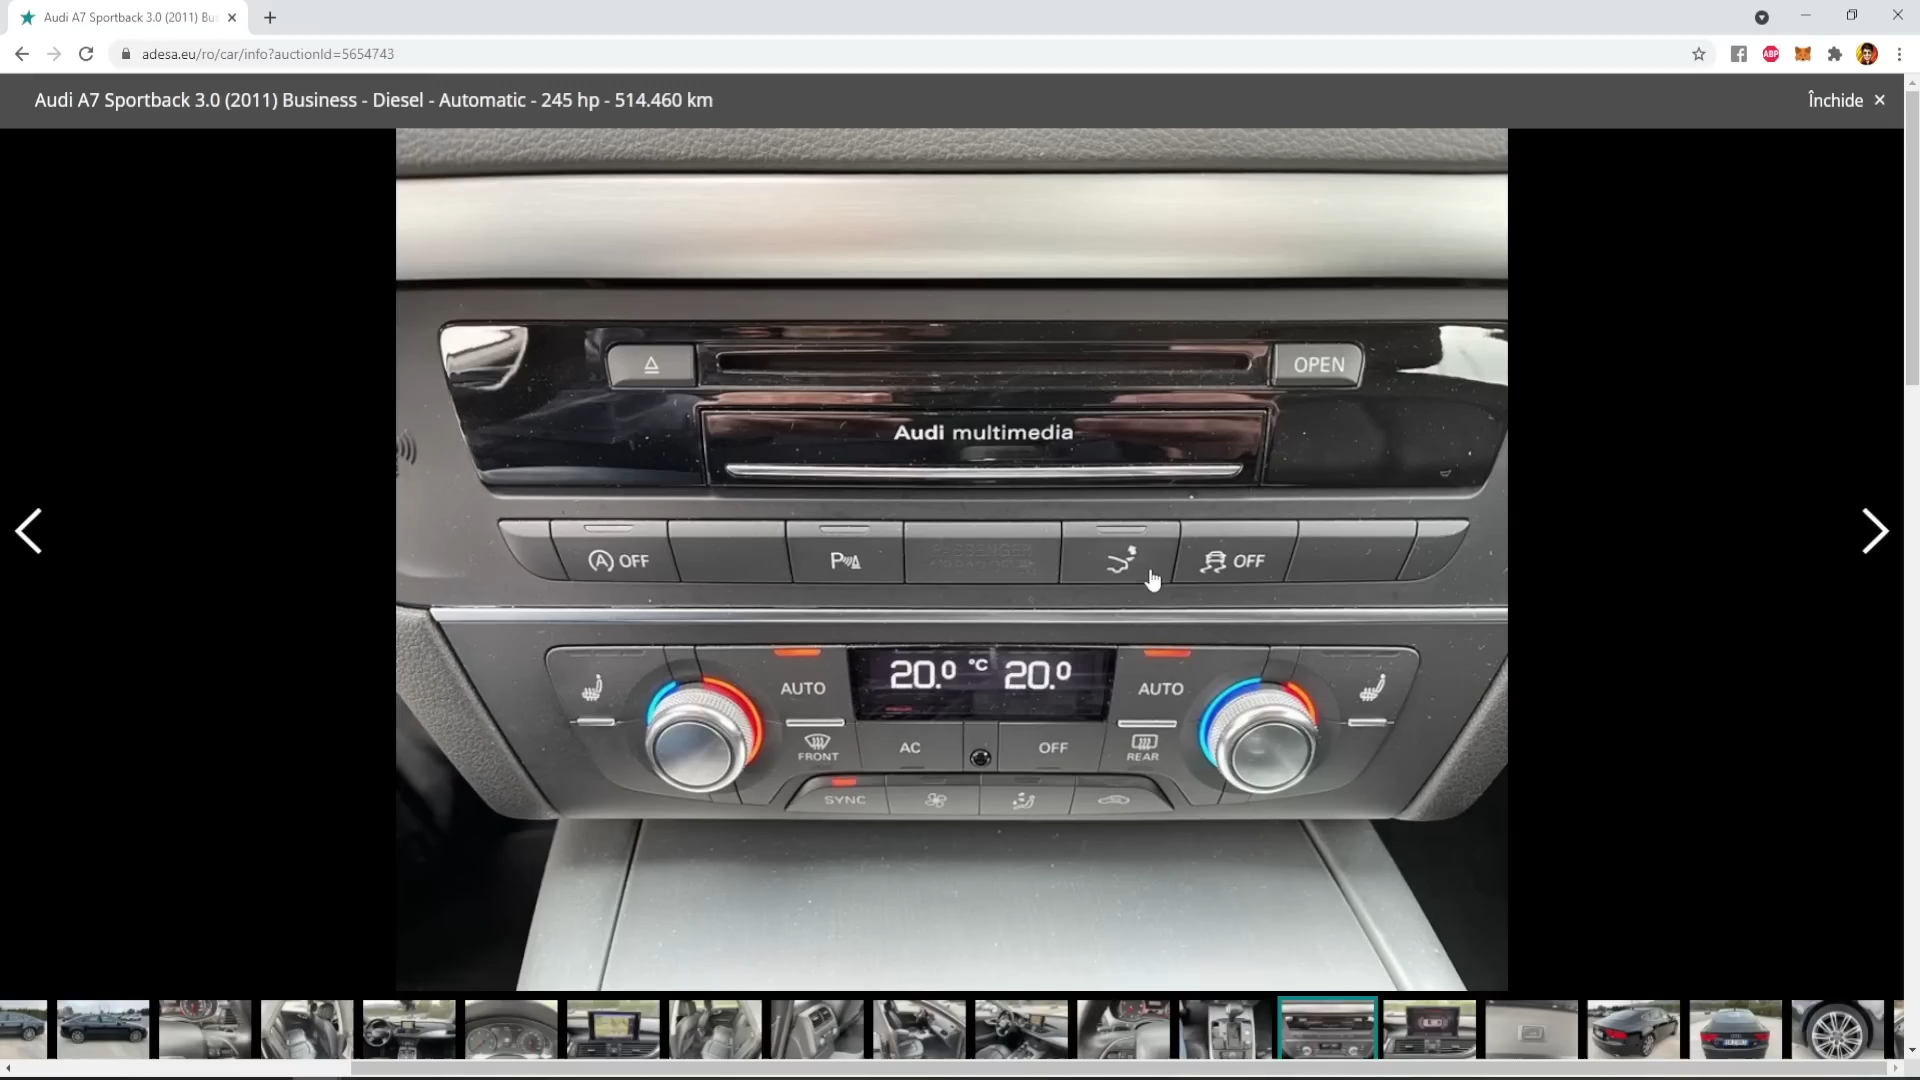 Audi A7 Sportback 3.0 (2011) Bu
adesa.eu/ro/car/info?auctionId=5654743
ABP
Audi A7 Sportback 3.0 (2011) Business - Diesel - Automatic - 245 hp - 514.460 km
Închide ×
OPEN
Audi multimedia
A OFF
P
PASSENGER
OFF
20.0 °C 20.0
AUTO
AUTO
FRONT
AC
OFF
REAR
SYNC